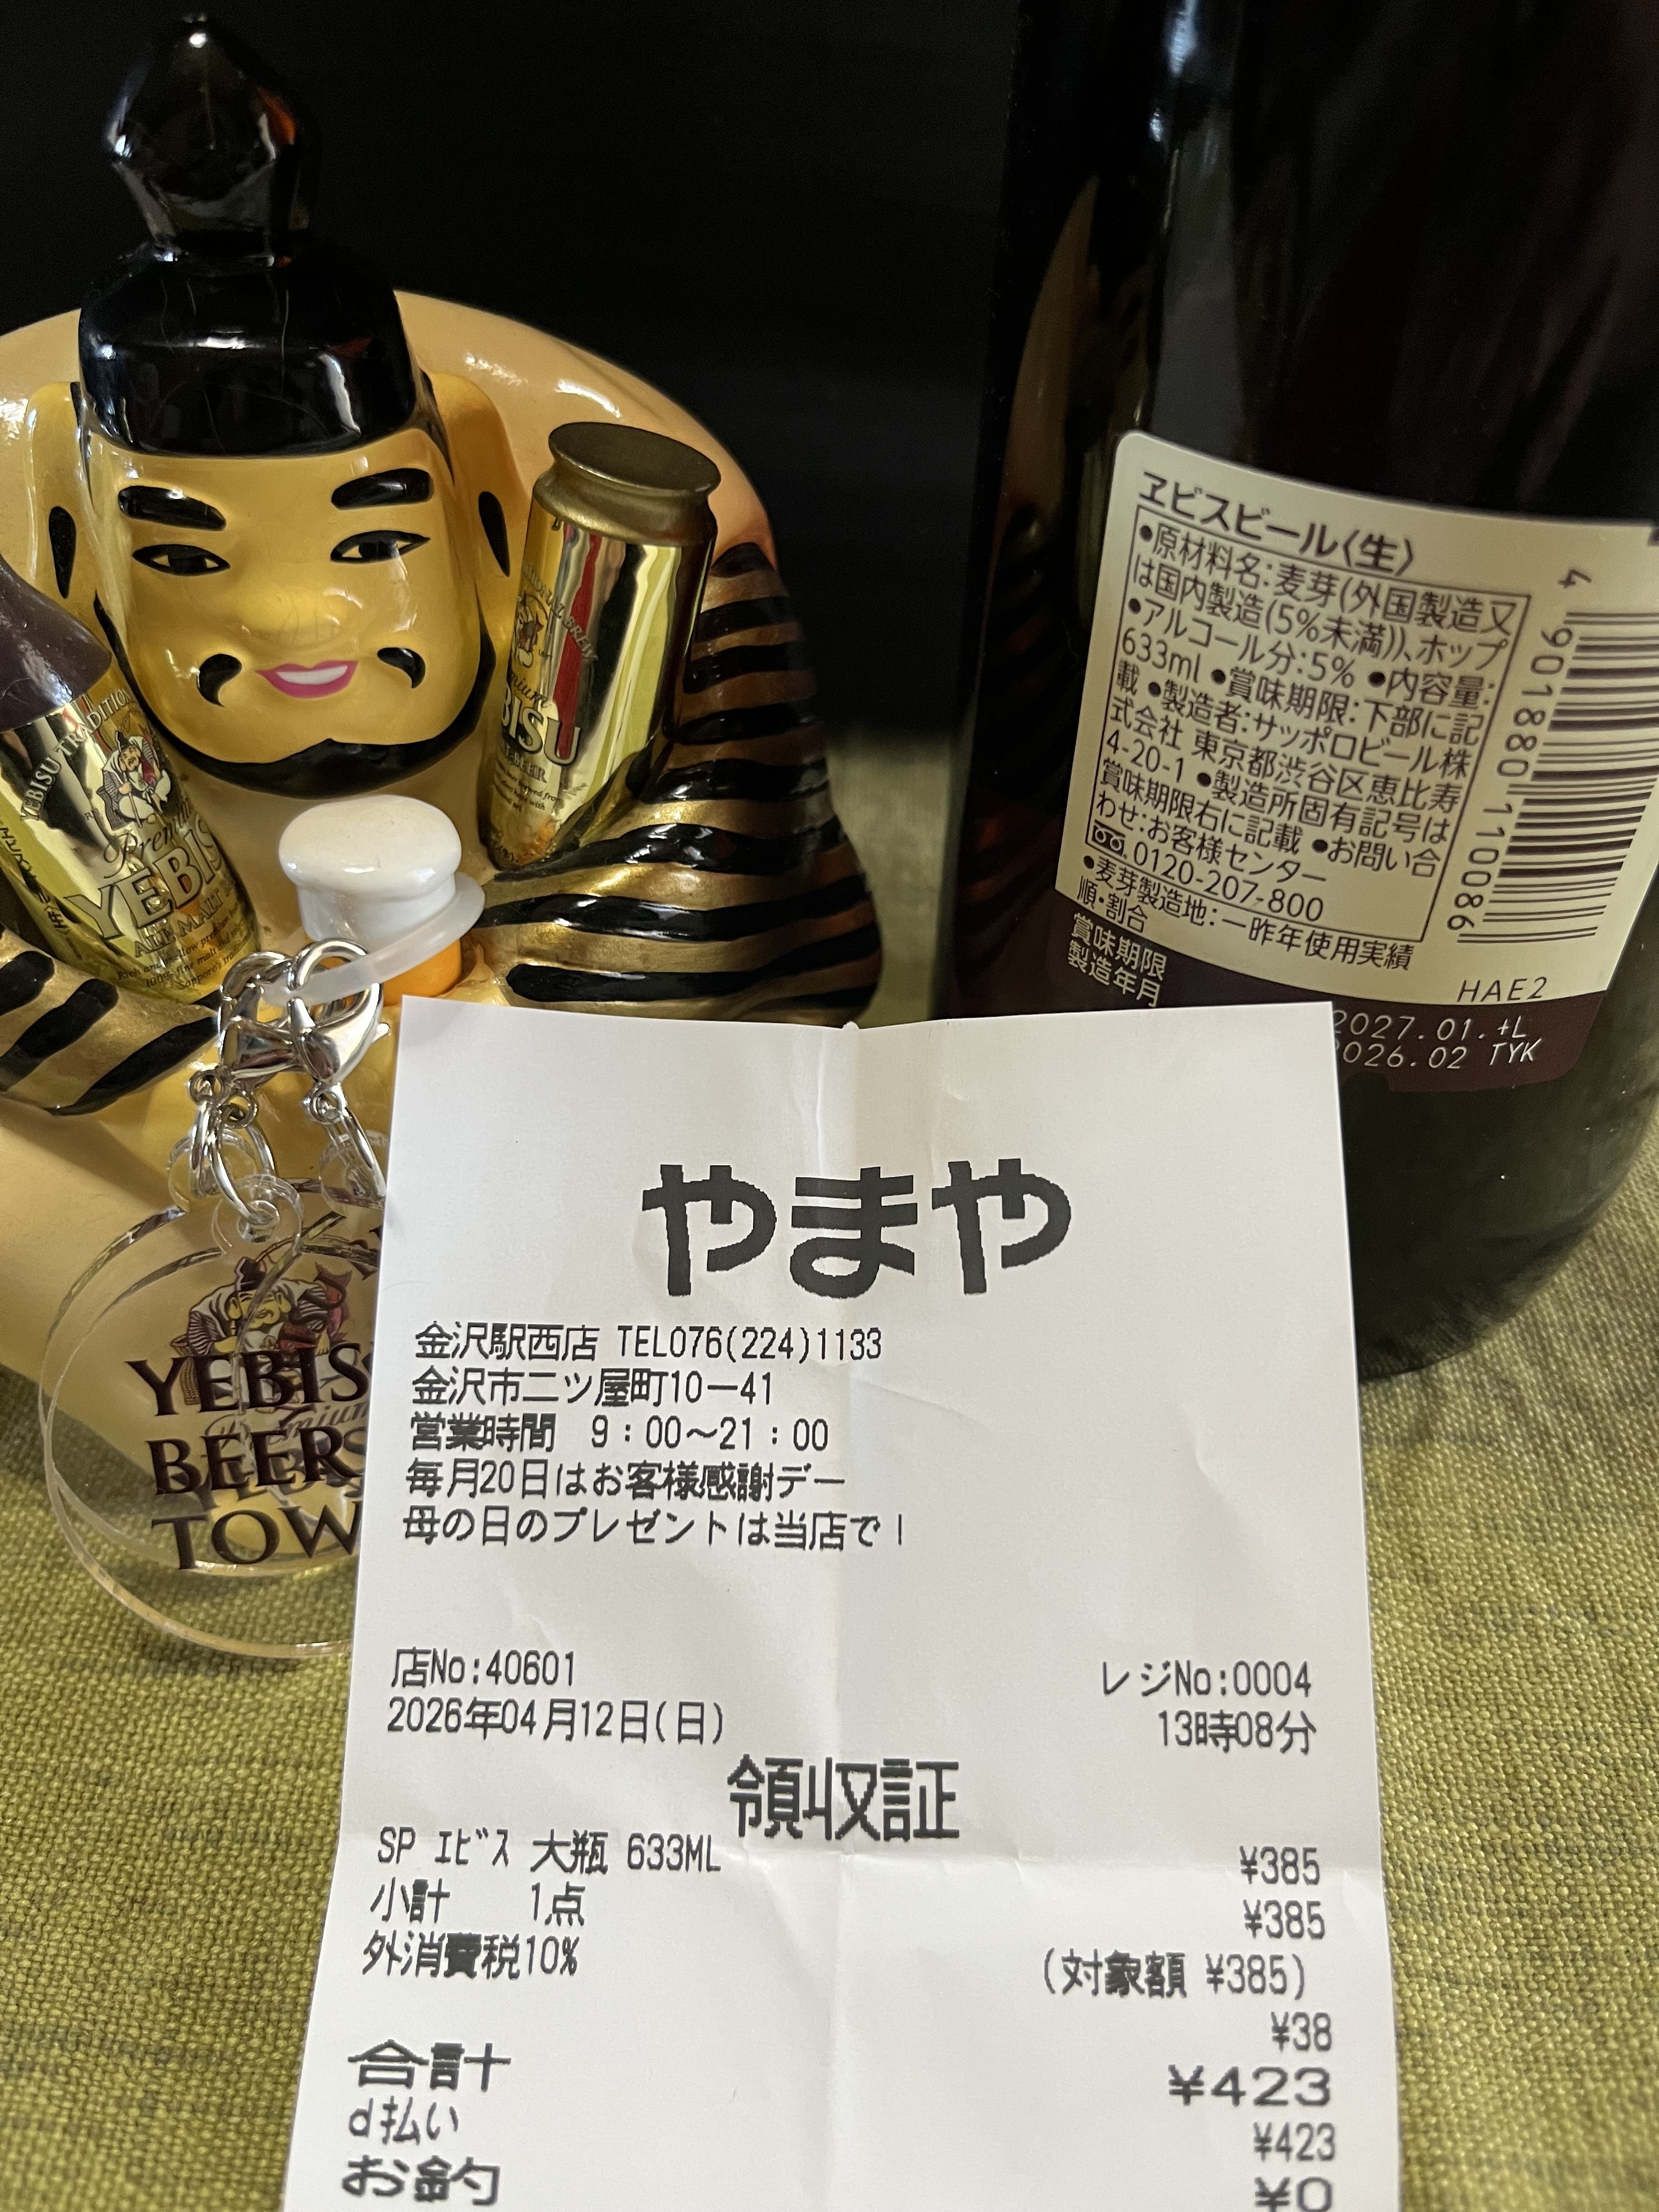 YEBISU TRADITION
Premium
YEBIS
ALL MALT
BISU
BEER
YEBIS
BEER
TOW
ヱビスビール〈生〉
●原材料名:麦芽(外国製造又
は国内製造(5%未満))、ホップ
●アルコール分:5% ●内容量:
633ml ●賞味期限:下部に記
載 ●製造者:サッポロビール株
式会社 東京都渋谷区恵比寿
4-20-1 ●製造所固有記号は
賞味期限右に記載 ●お問い合
わせ:お客様センター
0120-207-800
●麦芽製造地:一昨年使用実績
順・割合
賞味期限
製造年月
4 901880 110086
HAE2
2027.01.+L
2026.02 TYK
やまや
金沢駅西店 TEL076(224)1133
金沢市二ツ屋町10－41
営業時間 9:00～21:00
毎月20日はお客様感謝デー
母の日のプレゼントは当店で!
店No:40601 レジNo:0004
2026年04月12日(日) 13時08分
領収証
SP ｴﾋﾞｽ 大瓶 633ML ¥385
小計 1点 ¥385
外消費税10% (対象額 ¥385)
¥38
合計 ¥423
d払い ¥423
お釣 ¥0